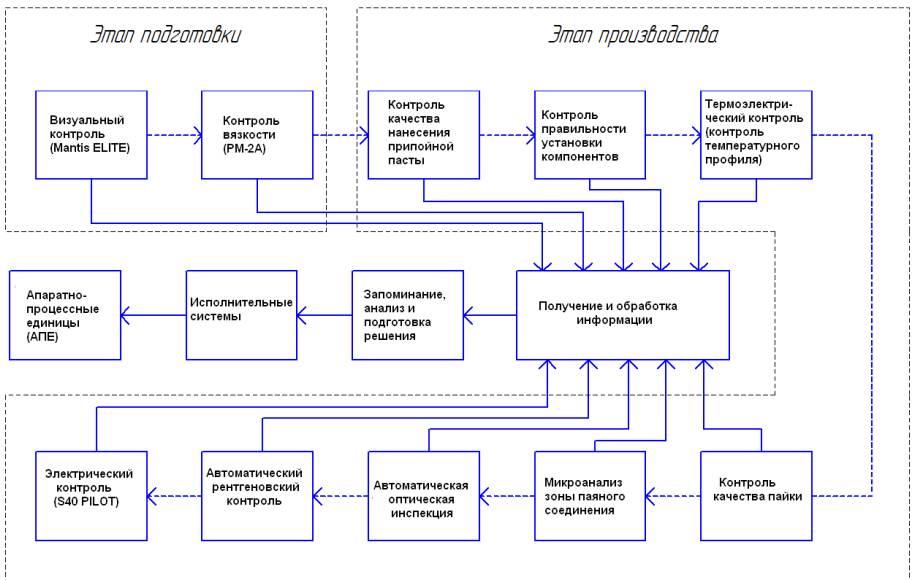 Этап подготовки
Этап производства
Визуальный
контроль
(Mantis ELITE)
Контроль
вязкости
(PM-2A)
Контроль
качества
нанесения
припойной
пасты
Контроль
правильности
установки
компонентов
Термоэлектри-
ческий контроль
(контроль
температурного
профиля)
Апаратно-
процессные
единицы
(АПЕ)
Исполнительные
системы
Запоминание,
анализ и
подготовка
решения
Получение и обработка
информации
Электрический
контроль
(S40 PILOT)
Автоматический
рентгеновский
контроль
Автоматическая
оптическая
инспекция
Микроанализ
зоны паяного
соединения
Контроль
качества пайки